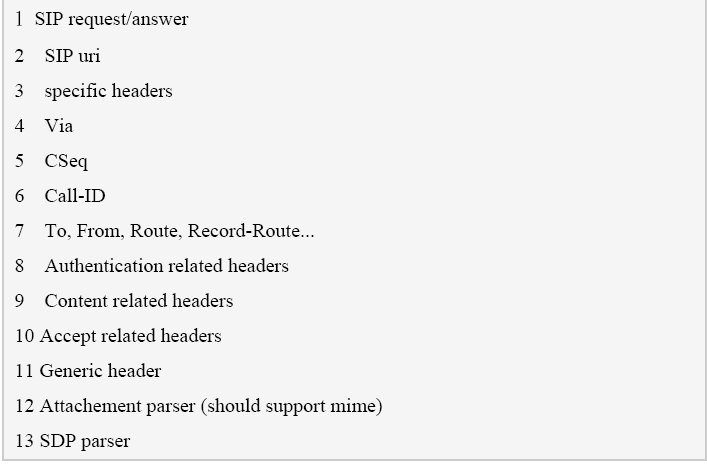 1 SIP request/answer
2 SIP uri
3 specific headers
4 Via
5 CSeq
6 Call-ID
7 To, From, Route, Record-Route...
8 Authentication related headers
9 Content related headers
10 Accept related headers
11 Generic header
12 Attachement parser (should support mime)
13 SDP parser